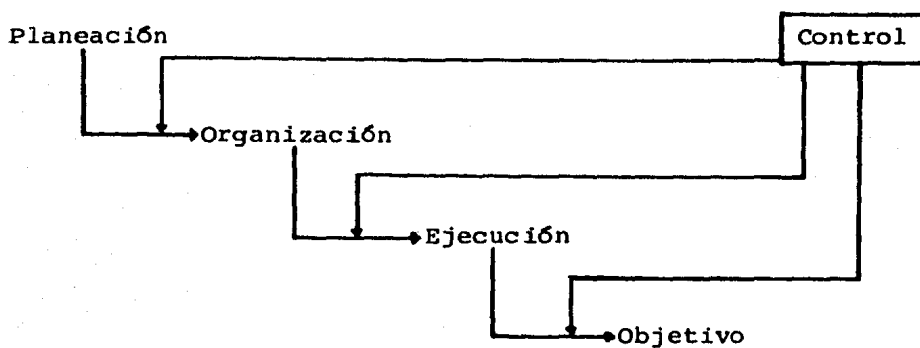 Planeación
Control
Organización
Ejecución
Objetivo